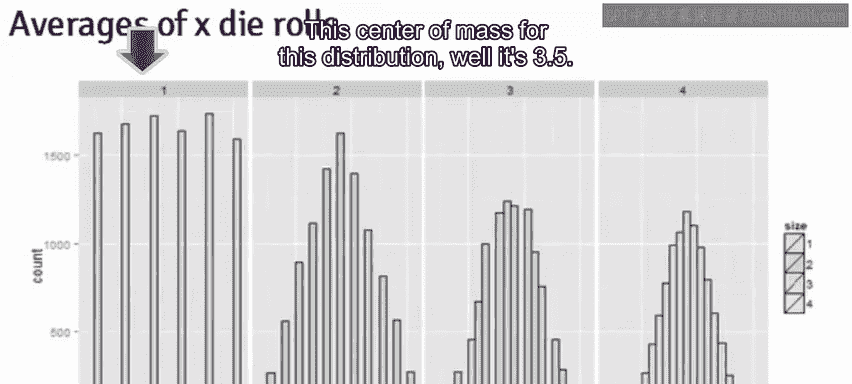 Averages of x die rolls
This center of mass for
this distribution, well it's 3.5.
1 2 3 4
1500
1000
500
count
size
1
2
3
4